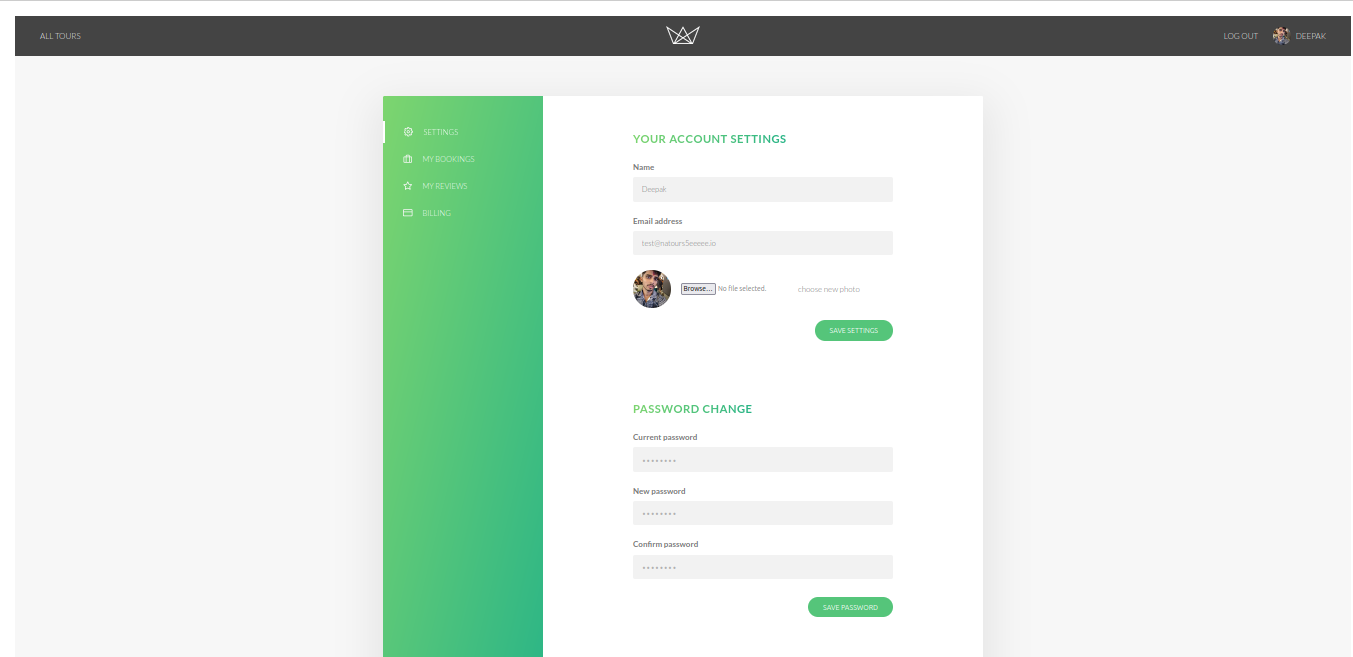 ALL TOURS
LOG OUT DEEPAK
SETTINGS
MY BOOKINGS
MY REVIEWS
BILLING
YOUR ACCOUNT SETTINGS
Name
Deepak
Email address
test@natours5eeeee.io
Browse... No file selected. choose new photo
SAVE SETTINGS
PASSWORD CHANGE
Current password
••••••••
New password
••••••••
Confirm password
••••••••
SAVE PASSWORD